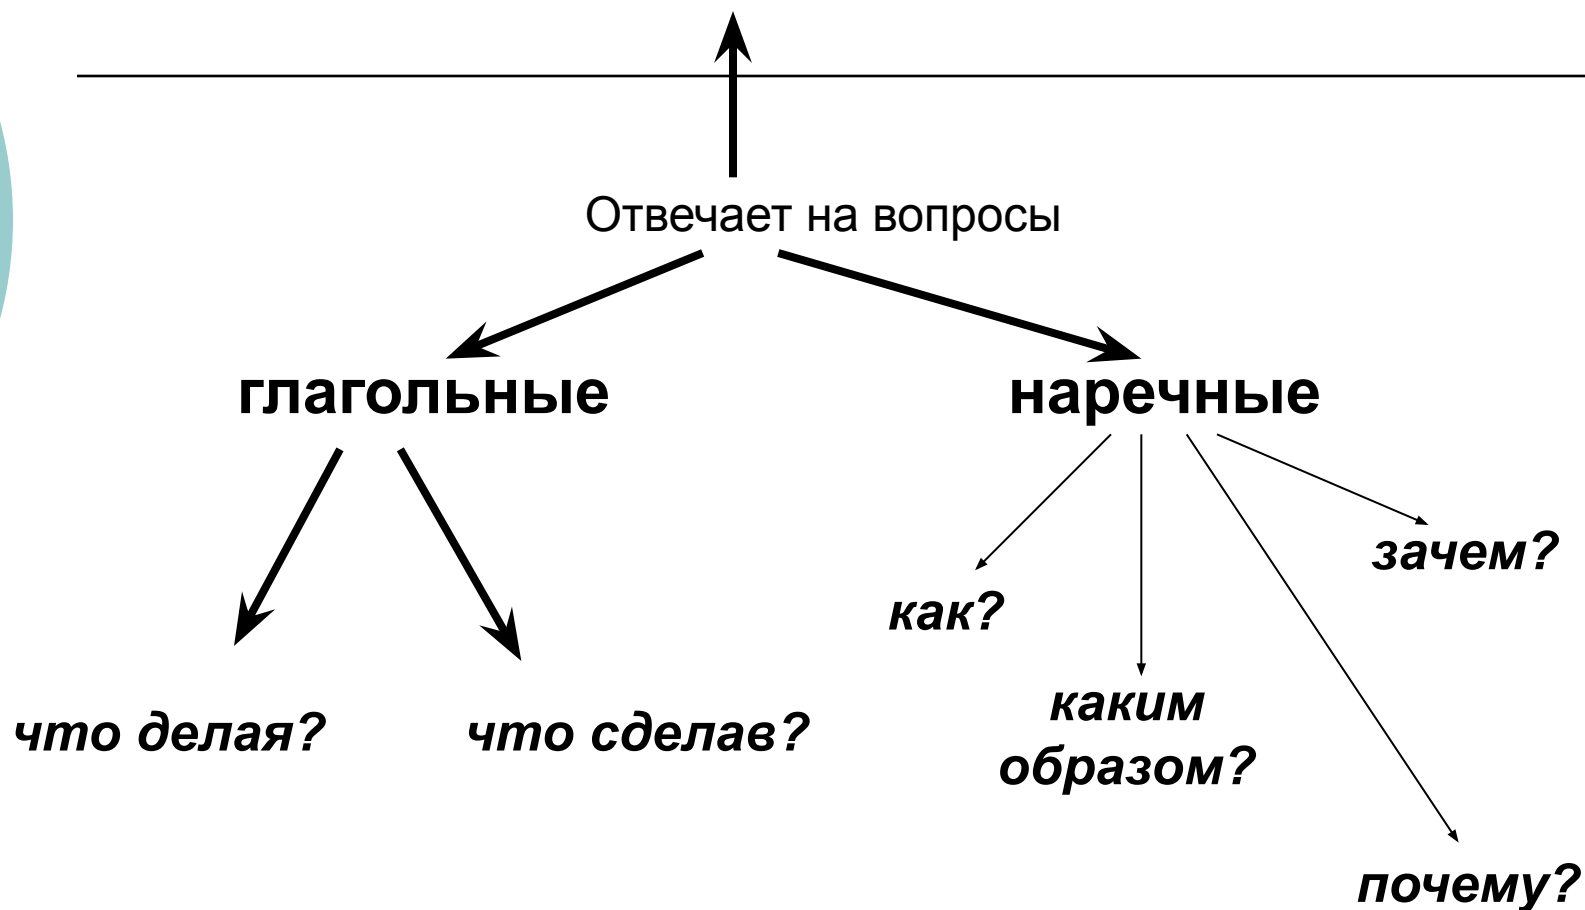 Отвечает на вопросы
глагольные
наречные
зачем?
как?
каким
образом?
что делая?
что сделав?
почему?